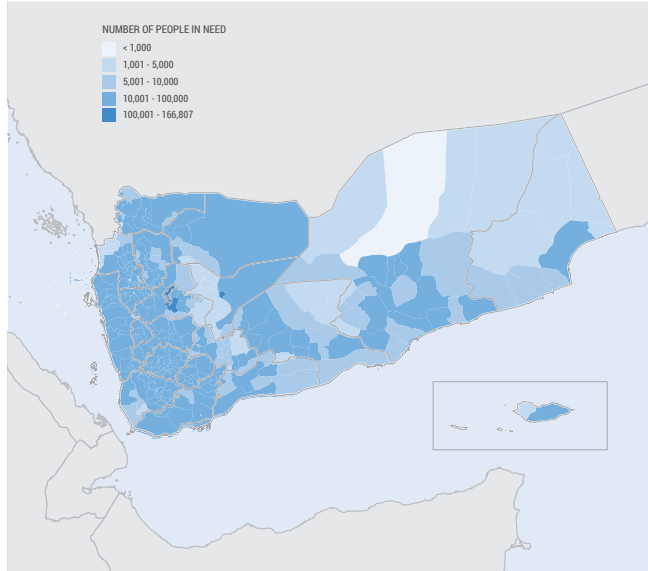 NUMBER OF PEOPLE IN NEED
< 1,000
1,001 - 5,000
5,001 - 10,000
10,001 - 100,000
100,001 - 166,807